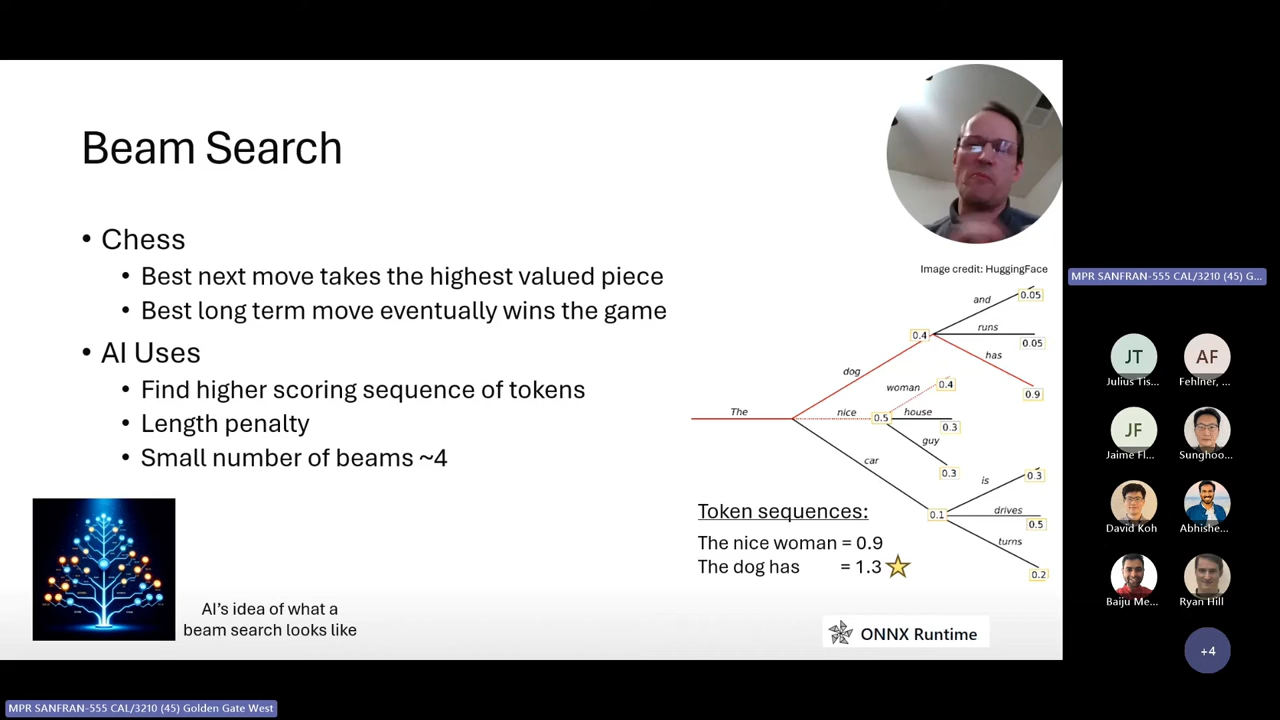 Beam Search
• Chess
• Best next move takes the highest valued piece
• Best long term move eventually wins the game
• AI Uses
• Find higher scoring sequence of tokens
• Length penalty
• Small number of beams ~4
AI's idea of what a
beam search looks like
Image credit: HuggingFace
The
dog
nice
car
0.4
0.5
0.1
and
0.05
runs
0.05
has
0.9
woman
0.4
house
0.3
guy
0.3
is
0.3
drives
0.5
turns
0.2
Token sequences:
The nice woman = 0.9
The dog has = 1.3
ONNX Runtime
MPR SANFRAN-555 CAL/3210 (45) G...
JT
Julius Tis...
AF
Fehlner, ...
JF
Jaime Fl...
Sunghoo...
David Koh
Abhishe...
Baiju Me...
Ryan Hill
+4
MPR SANFRAN-555 CAL/3210 (45) Golden Gate West